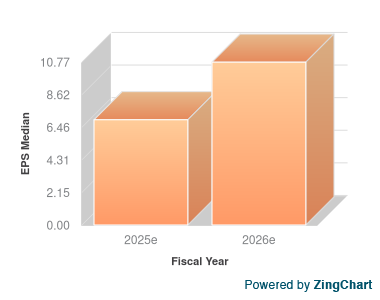 10.77
8.62
6.46
4.31
2.15
0.00
EPS Median
2025e 2026e
Fiscal Year
Powered by ZingChart